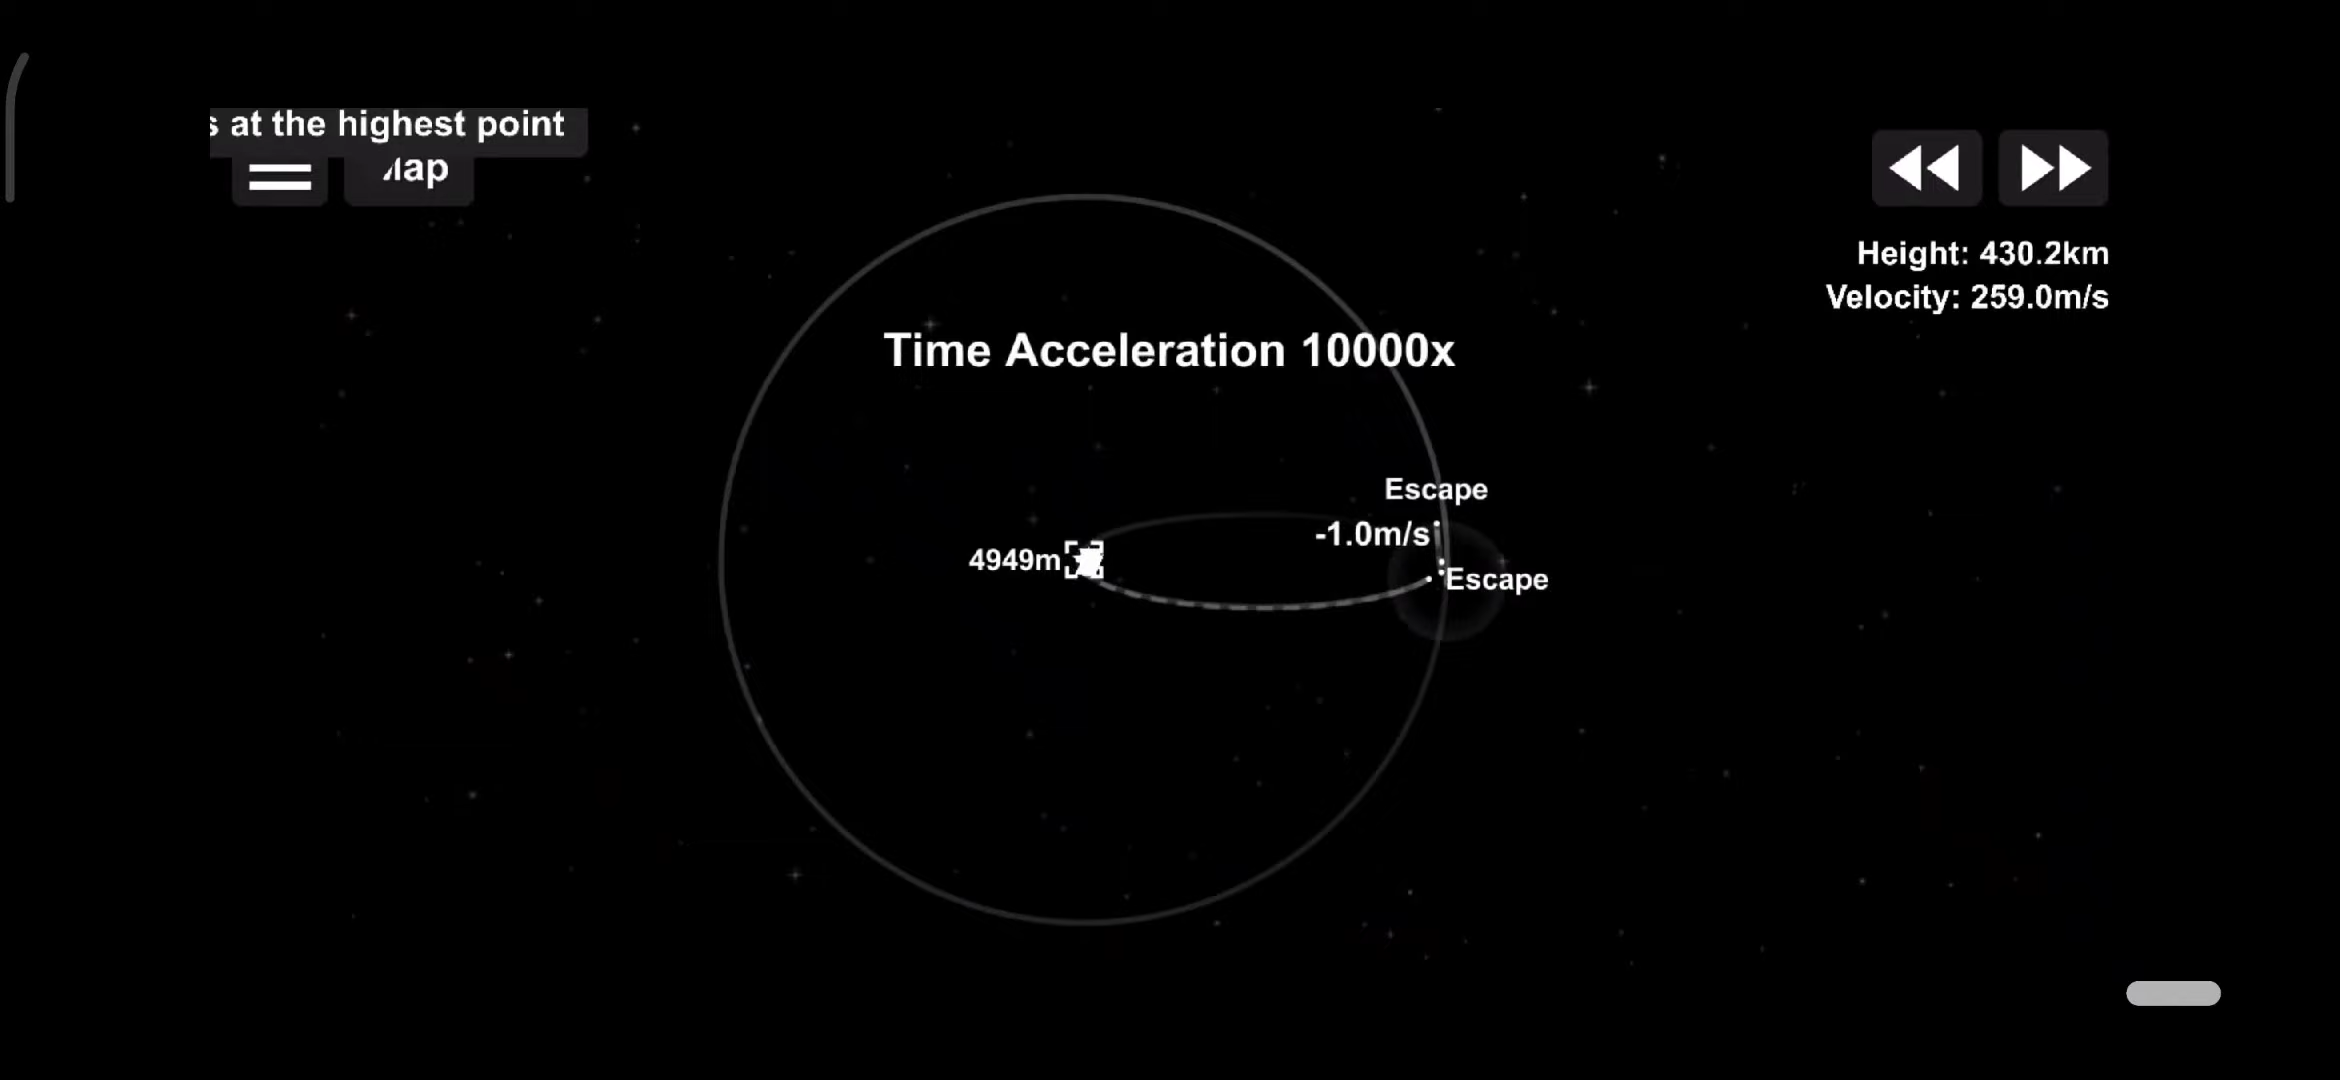 at the highest point
Height: 430.2km
Velocity: 259.0m/s
Time Acceleration 10000x
Escape
-1.0m/s
4949m
Escape